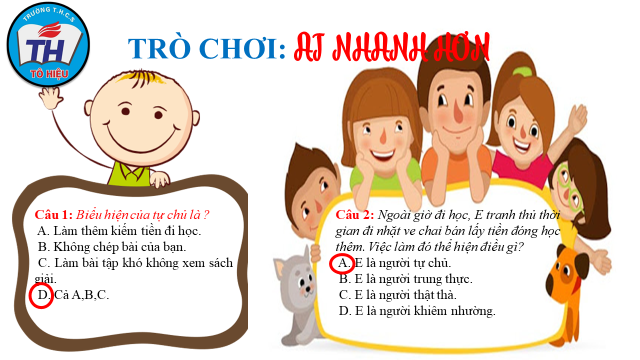 TRƯỜNG T.H.C.S
TH
TÔ HIỆU
TRÒ CHƠI: AI NHANH HƠN
Câu 1: Biểu hiện của tự chủ là ?
A. Làm thêm kiếm tiền đi học.
B. Không chép bài của bạn.
C. Làm bài tập khó không xem sách
giải.
D. Cả A,B,C.
Câu 2: Ngoài giờ đi học, E tranh thủ thời
gian đi nhặt ve chai bán lấy tiền đóng học
thêm. Việc làm đó thể hiện điều gì?
A. E là người tự chủ.
B. E là người trung thực.
C. E là người thật thà.
D. E là người khiêm nhường.